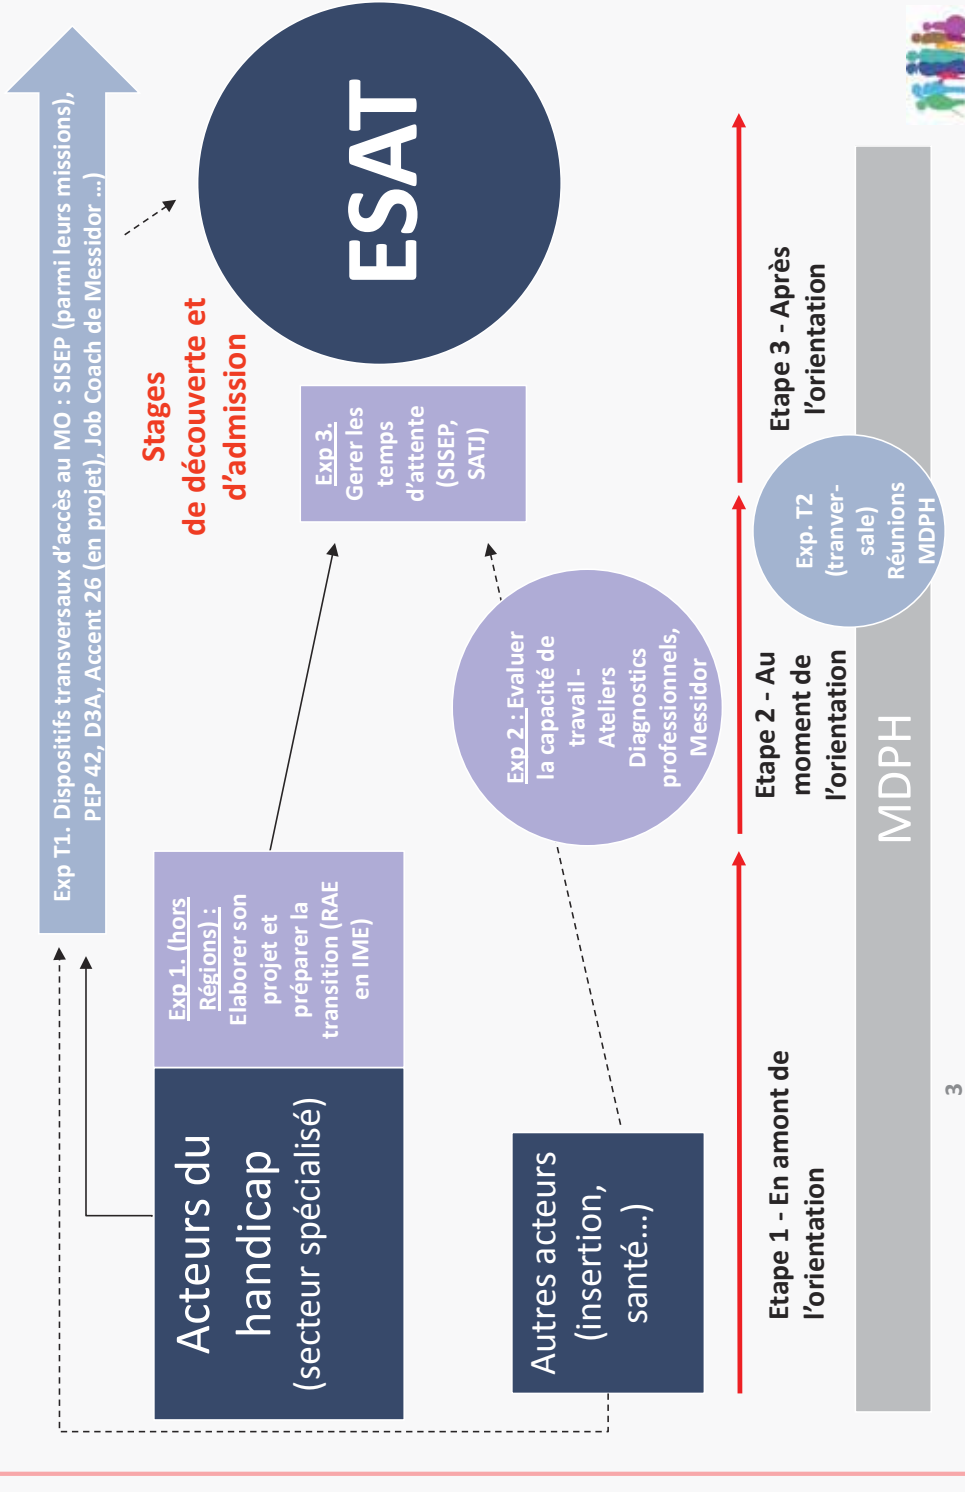 Exp T1. Dispositifs transversaux d'accès au MO : SISEP (parmi leurs missions),
PEP 42, D3A, Accent 26 (en projet), Job Coach de Messidor ...)
Stages
de découverte et
d'admission
ESAT
Acteurs du
handicap
(secteur spécialisé)
Exp 1. (hors
Régions) :
Elaborer son
projet et
préparer la
transition (RAE
en IME)
Exp 3.
Gerer les
temps
d'attente
(SISEP,
SATJ)
Autres acteurs
(insertion,
santé...)
Exp 2 : Evaluer
la capacité de
travail -
Ateliers
Diagnostics
professionnels,
Messidor
Etape 1 - En amont de
l'orientation
Etape 2 - Au
moment de
l'orientation
Etape 3 - Après
l'orientation
Exp. T2
(tranver-
sale)
Réunions
MDPH
MDPH
3